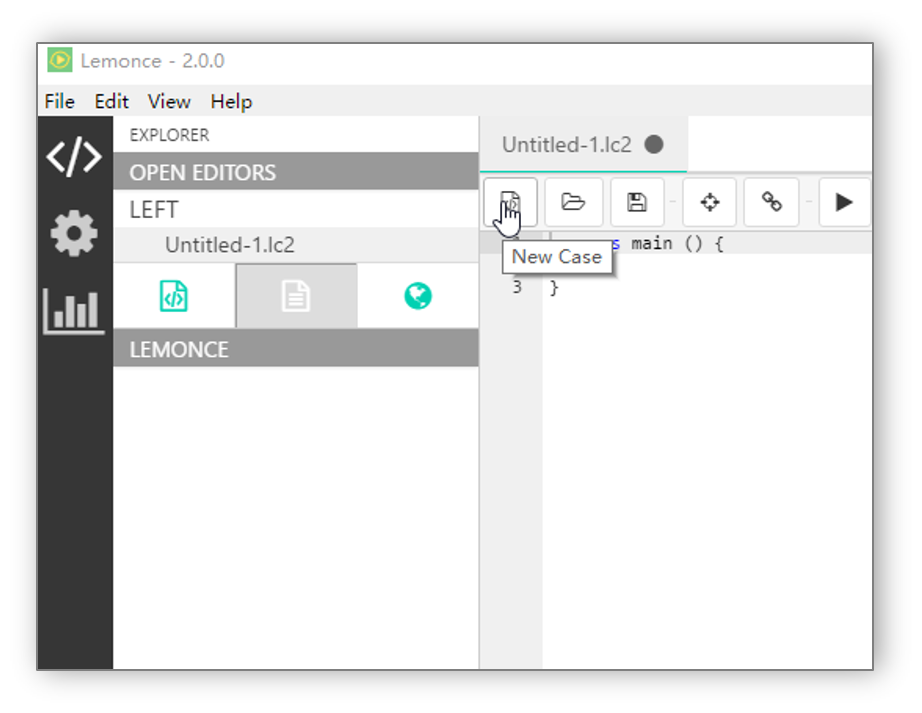 Lemonce - 2.0.0
File Edit View Help
EXPLORER
OPEN EDITORS
LEFT
Untitled-1.lc2
LEMONCE
Untitled-1.lc2
main () {
New Case
3 }